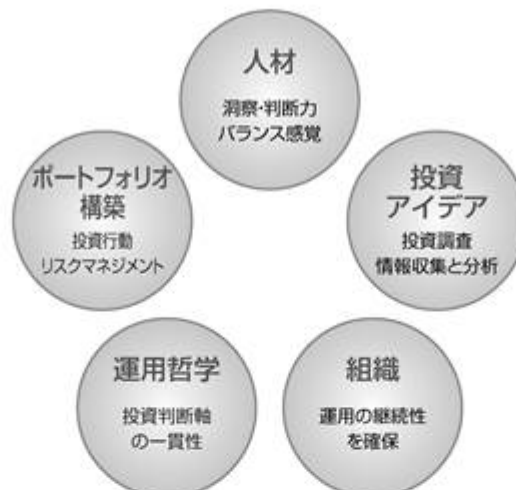 人材
洞察・判断力
バランス感覚
ポートフォリオ
構築
投資行動
リスクマネジメント
投資
アイデア
投資調査
情報収集と分析
運用哲学
投資判断軸
の一貫性
組織
運用の継続性
を確保